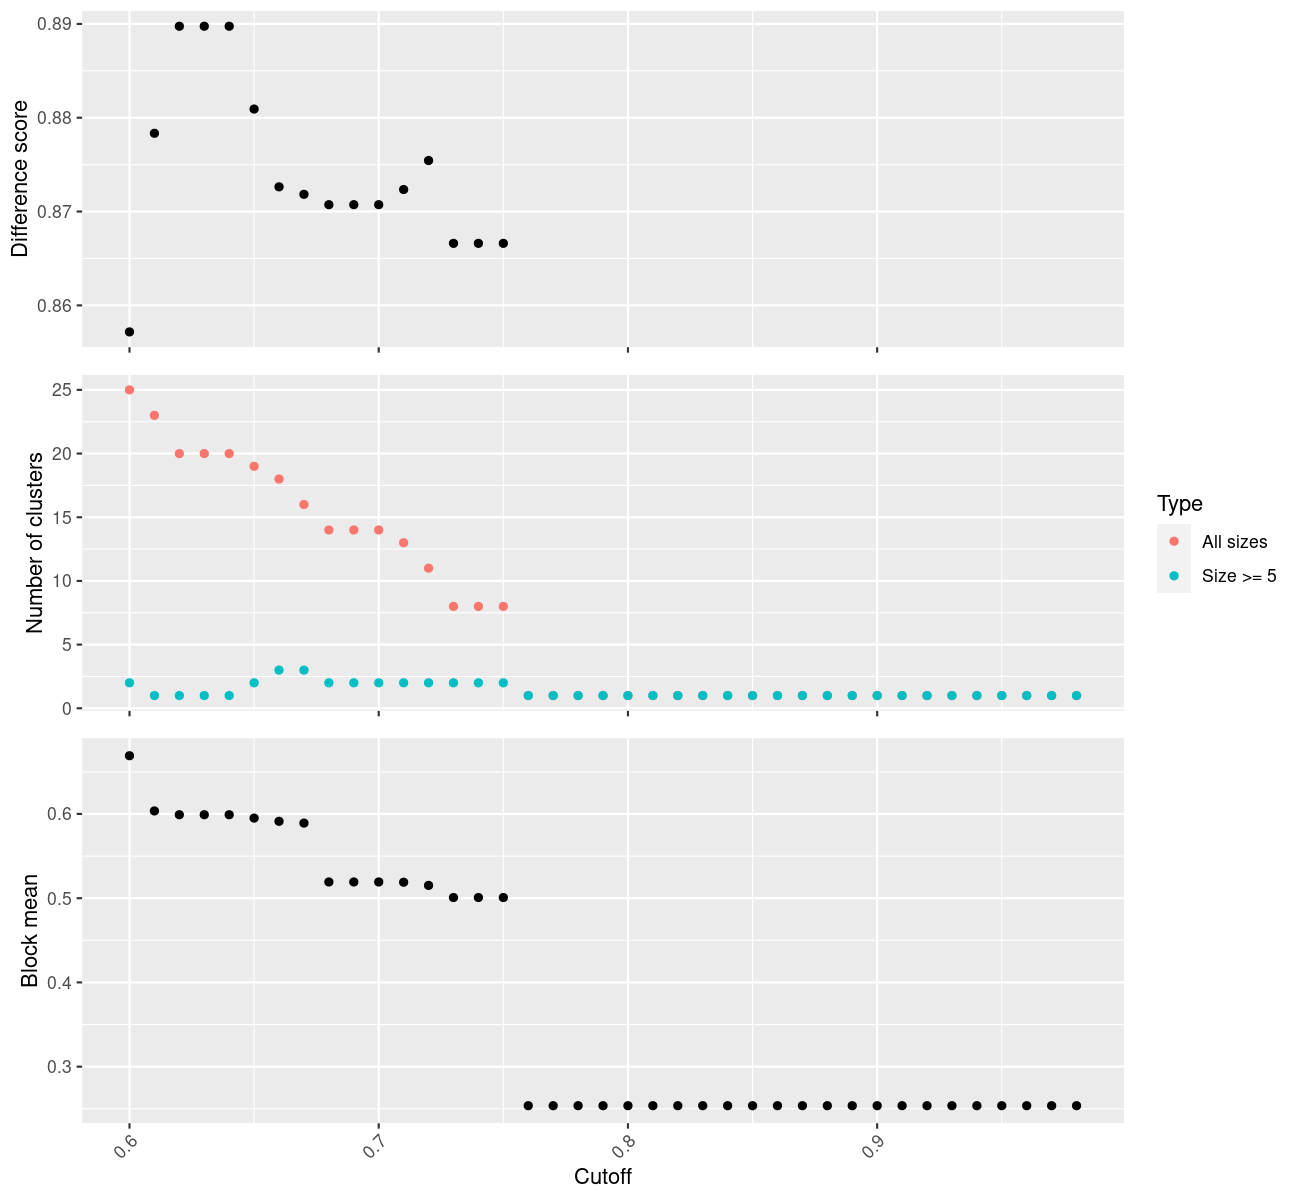 Difference score
0.89
0.88
0.87
0.86
Number of clusters
25
20
15
10
5
0
Type
All sizes
Size >= 5
Block mean
0.6
0.5
0.4
0.3
0.6 0.7 0.8 0.9
Cutoff